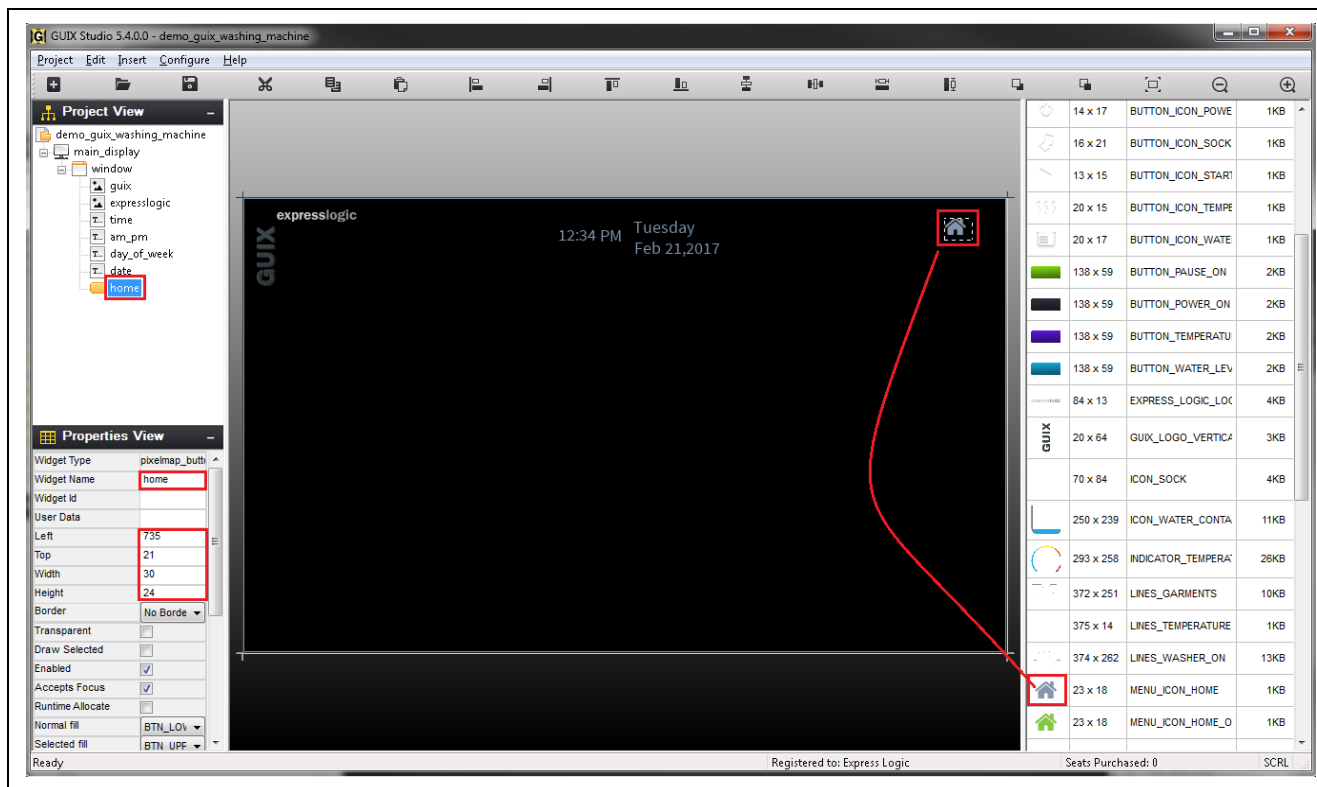 GUIX Studio 5.4.0.0 - demo_guix_washing_machine
Project Edit Insert Configure Help
Project View
demo_guix_washing_machine
main_display
window
guix
expresslogic
T... time
T... am_pm
T... day_of_week
T... date
home
Properties View
Widget Type pixelmap_butt
Widget Name home
Widget Id
User Data
Left 735
Top 21
Width 30
Height 24
Border No Borde
Transparent
Draw Selected
Enabled
Accepts Focus
Runtime Allocate
Normal fill BTN_LOV
Selected fill BTN_UPF
expresslogic
GUIX
12:34 PM
Tuesday
Feb 21,2017
14 x 17 BUTTON_ICON_POWE 1KB
16 x 21 BUTTON_ICON_SOCK 1KB
13 x 15 BUTTON_ICON_START 1KB
20 x 15 BUTTON_ICON_TEMPE 1KB
20 x 17 BUTTON_ICON_WATE 1KB
138 x 59 BUTTON_PAUSE_ON 2KB
138 x 59 BUTTON_POWER_ON 2KB
138 x 59 BUTTON_TEMPERATU 2KB
138 x 59 BUTTON_WATER_LEV 2KB
84 x 13 EXPRESS_LOGIC_LOC 4KB
GUIX 20 x 64 GUIX_LOGO_VERTICA 3KB
70 x 84 ICON_SOCK 4KB
250 x 239 ICON_WATER_CONTA 11KB
293 x 258 INDICATOR_TEMPERA 26KB
372 x 251 LINES_GARMENTS 10KB
375 x 14 LINES_TEMPERATURE 1KB
374 x 262 LINES_WASHER_ON 13KB
23 x 18 MENU_ICON_HOME 1KB
23 x 18 MENU_ICON_HOME_O 1KB
Ready Registered to: Express Logic Seats Purchased: 0 SCRL